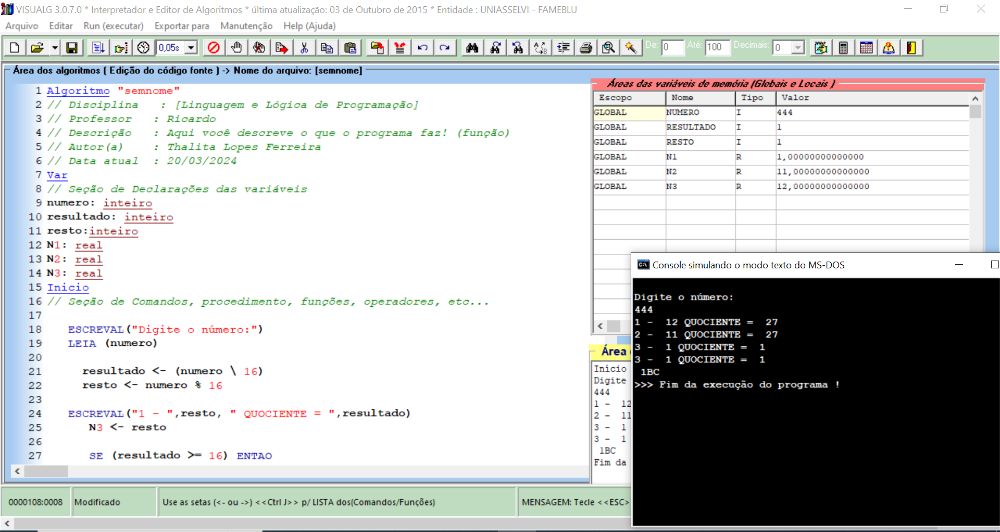 VISUALG 3.0.7.0 * Interpretador e Editor de Algoritmos * última atualização: 03 de Outubro de 2015 * Entidade : UNIASSELVI - FAMEBLU
Arquivo Editar Run (executar) Exportar para Manutenção Help (Ajuda)
0,05s De: 0 Até: 100 Decimais: 0
Área dos algoritmos ( Edição do código fonte ) -> Nome do arquivo: [semnome]
1 Algoritmo "semnome"
2 // Disciplina : [Linguagem e Lógica de Programação]
3 // Professor : Ricardo
4 // Descrição : Aqui você descreve o que o programa faz! (função)
5 // Autor(a) : Thalita Lopes Ferreira
6 // Data atual : 20/03/2024
7 Var
8 // Seção de Declarações das variáveis
9 numero: inteiro
10 resultado: inteiro
11 resto:inteiro
12 N1: real
13 N2: real
14 N3: real
15 Inicio
16 // Seção de Comandos, procedimento, funções, operadores, etc...
17
18 ESCREVAL("Digite o número:")
19 LEIA (numero)
20
21 resultado <- (numero \ 16)
22 resto <- numero % 16
23
24 ESCREVAL("1 - ",resto, " QUOCIENTE = ",resultado)
25 N3 <- resto
26
27 SE (resultado >= 16) ENTAO
Áreas das variáveis de memória (Globais e Locais )
Escopo Nome Tipo Valor
GLOBAL NUMERO I 444
GLOBAL RESULTADO I 1
GLOBAL RESTO I 1
GLOBAL N1 R 1,00000000000000
GLOBAL N2 R 11,00000000000000
GLOBAL N3 R 12,00000000000000
Área
Início
Digite
444
1 - 12
2 - 11
3 - 1
3 - 1
1BC
Fim da
Console simulando o modo texto do MS-DOS
Digite o número:
444
1 - 12 QUOCIENTE = 27
2 - 11 QUOCIENTE = 27
3 - 1 QUOCIENTE = 1
3 - 1 QUOCIENTE = 1
1BC
>>> Fim da execução do programa !
0000108:0008 Modificado Use as setas (<- ou ->) <<Ctrl J>> p/ LISTA dos(Comandos/Funções) MENSAGEM: Tecle <<ESC>